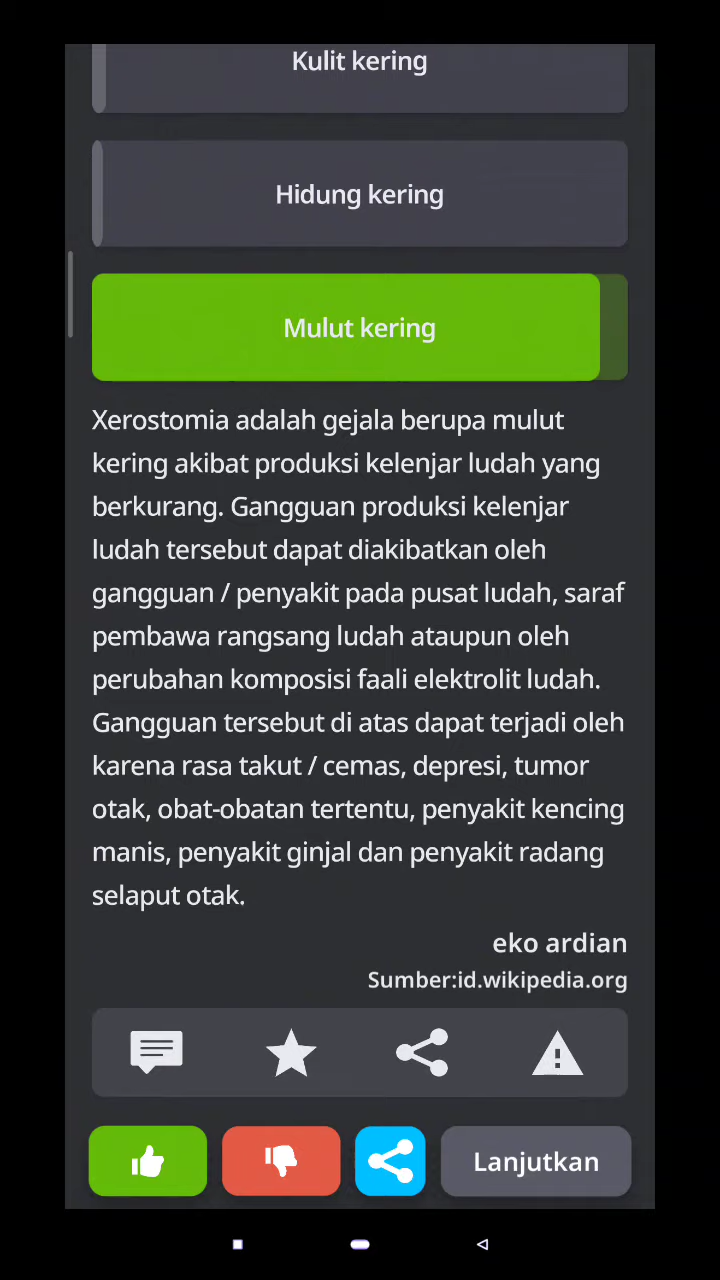 Kulit kering
Hidung kering
Mulut kering
Xerostomia adalah gejala berupa mulut
kering akibat produksi kelenjar ludah yang
berkurang. Gangguan produksi kelenjar
ludah tersebut dapat diakibatkan oleh
gangguan / penyakit pada pusat ludah, saraf
pembawa rangsang ludah ataupun oleh
perubahan komposisi faali elektrolit ludah.
Gangguan tersebut di atas dapat terjadi oleh
karena rasa takut / cemas, depresi, tumor
otak, obat-obatan tertentu, penyakit kencing
manis, penyakit ginjal dan penyakit radang
selaput otak.
eko ardian
Sumber:id.wikipedia.org
Lanjutkan